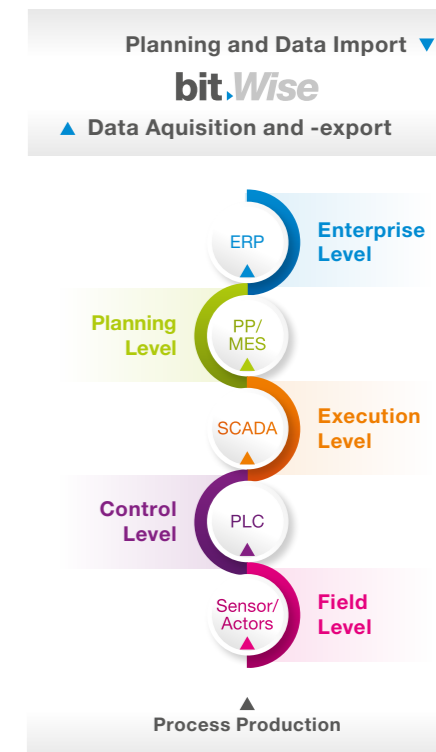 Planning and Data Import
bit.Wise
Data Aquisition and -export
ERP
Enterprise
Level
Planning
Level
PP/
MES
SCADA
Execution
Level
Control
Level
PLC
Sensor/
Actors
Field
Level
Process Production